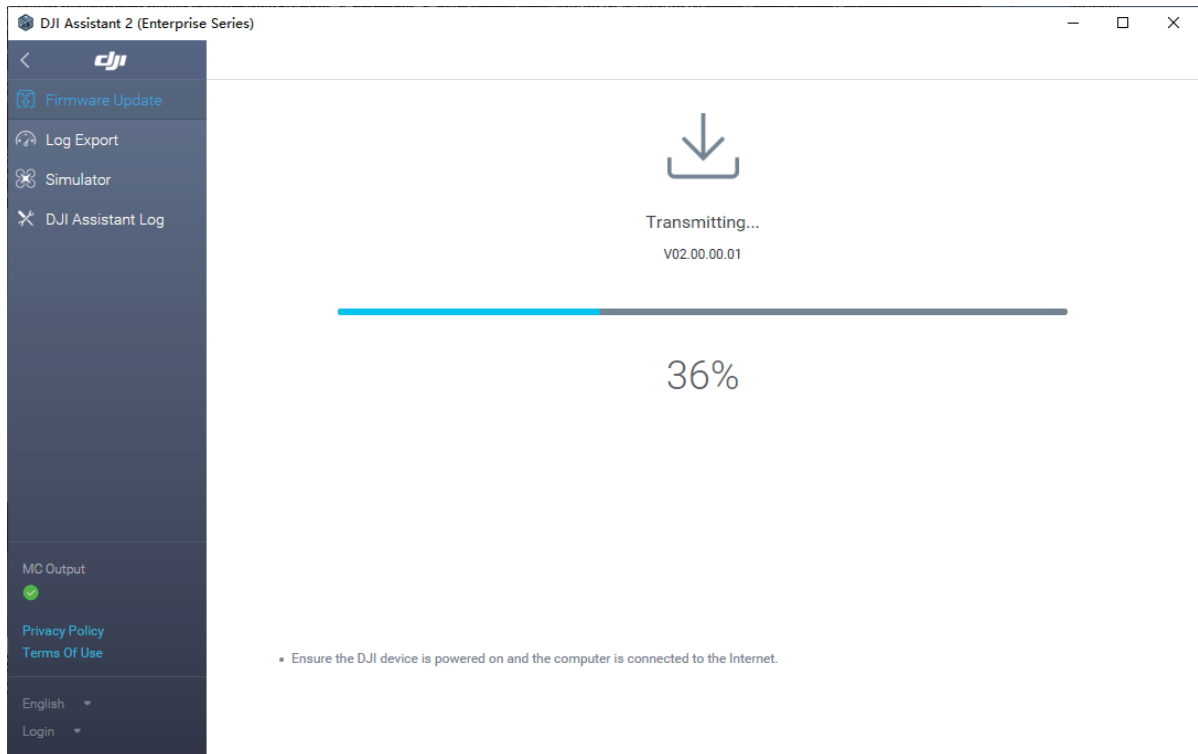 DJI Assistant 2 (Enterprise Series)
dji
Firmware Update
Log Export
Simulator
DJI Assistant Log
Transmitting...
V02.00.00.01
36%
MC Output
Privacy Policy
Terms Of Use
• Ensure the DJI device is powered on and the computer is connected to the Internet.
English
Login